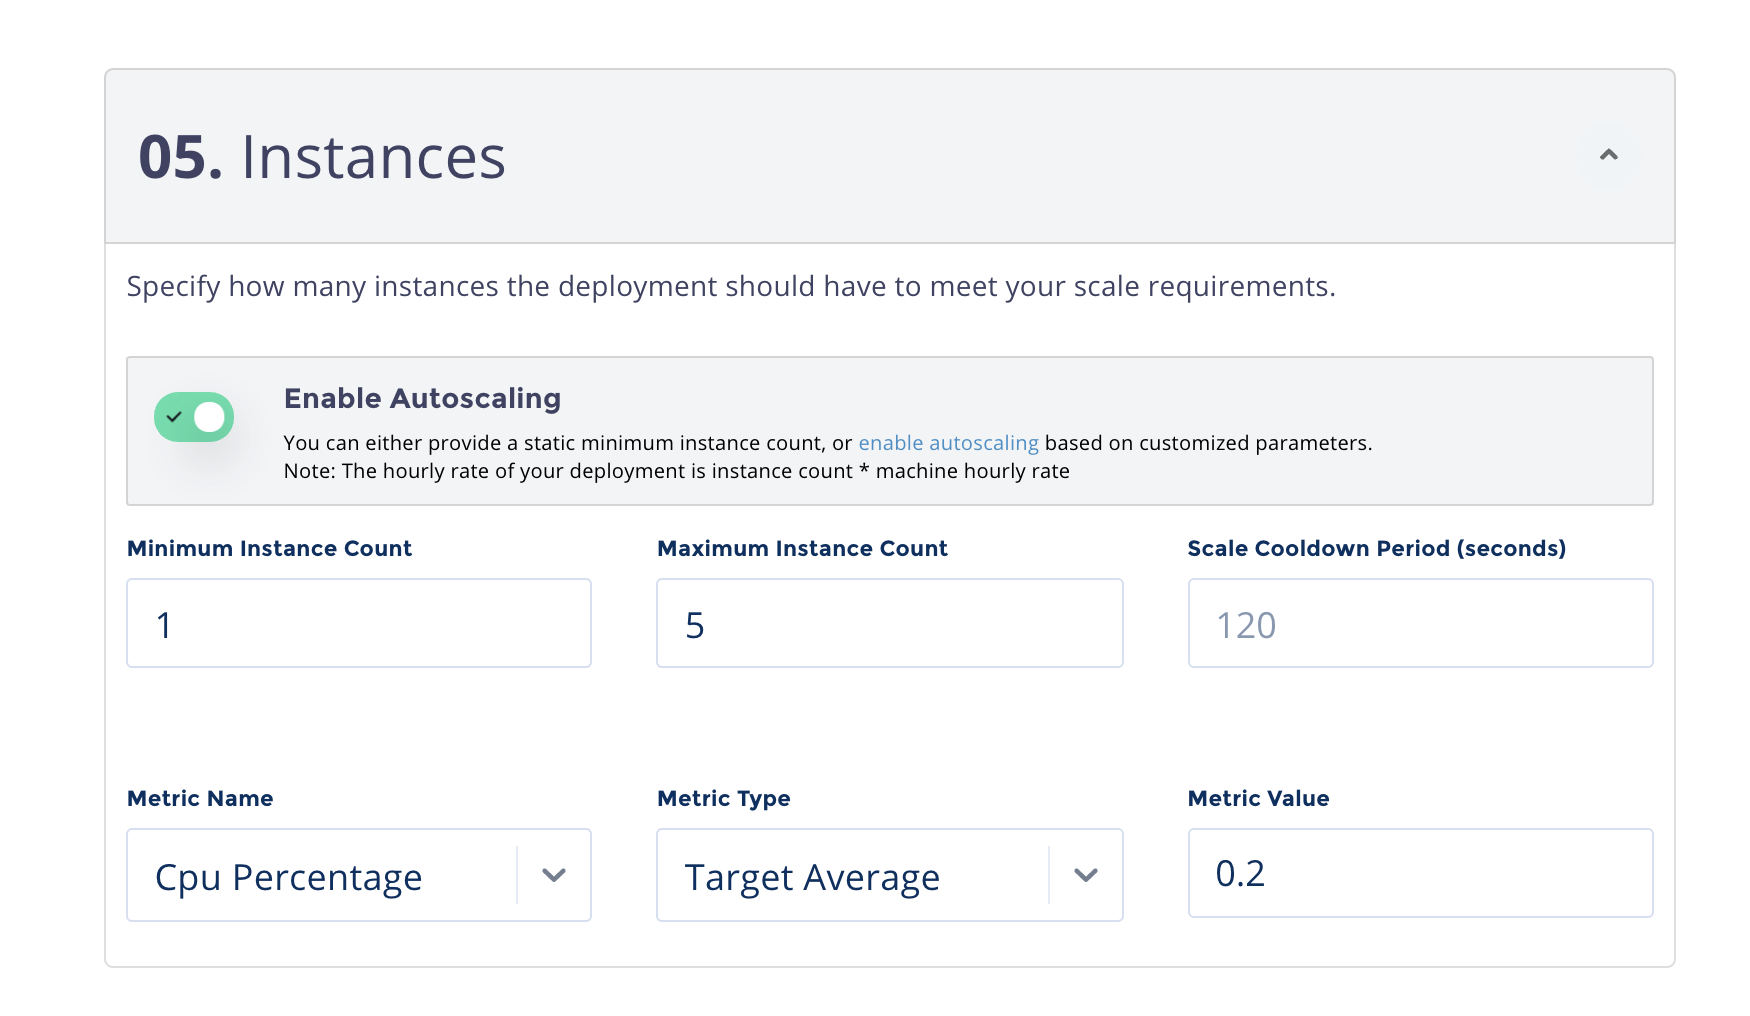 05. Instances
Specify how many instances the deployment should have to meet your scale requirements.
Enable Autoscaling
You can either provide a static minimum instance count, or enable autoscaling based on customized parameters.
Note: The hourly rate of your deployment is instance count * machine hourly rate
Minimum Instance Count
Maximum Instance Count
Scale Cooldown Period (seconds)
1
5
120
Metric Name
Metric Type
Metric Value
Cpu Percentage
Target Average
0.2